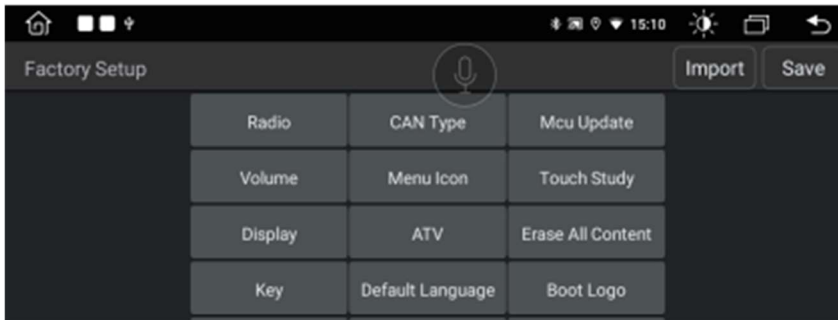 15:10
Factory Setup Import Save
Radio CAN Type Mcu Update
Volume Menu Icon Touch Study
Display ATV Erase All Content
Key Default Language Boot Logo